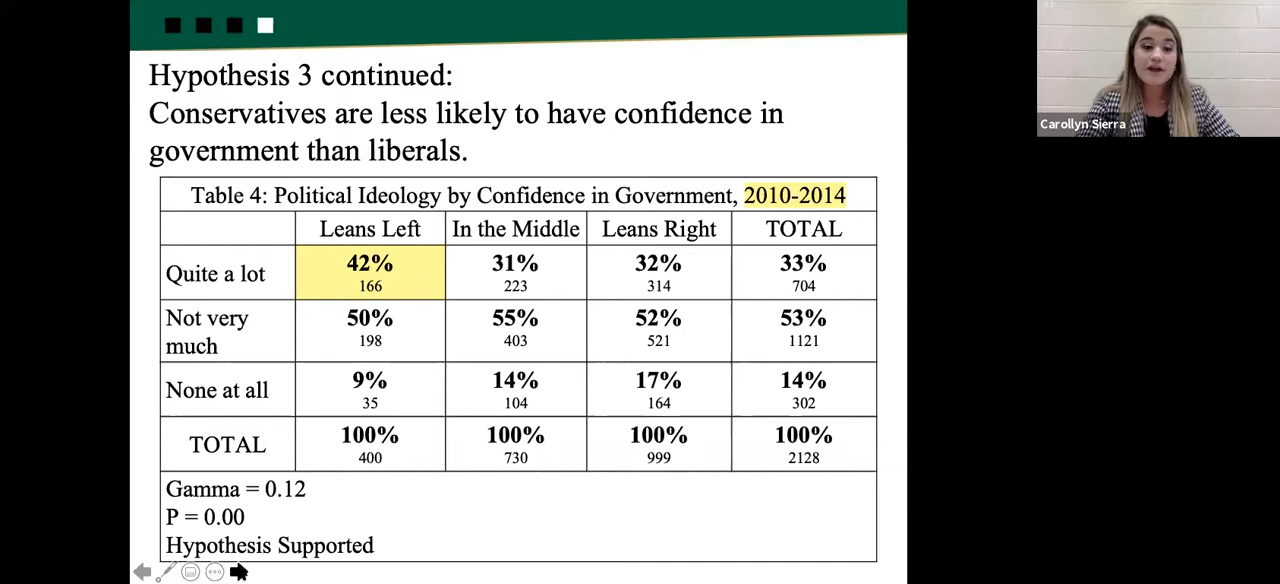 Hypothesis 3 continued:
Conservatives are less likely to have confidence in
government than liberals.
Table 4: Political Ideology by Confidence in Government, 2010-2014
Leans Left In the Middle Leans Right TOTAL
Quite a lot 42% 31% 32% 33%
166 223 314 704
Not very much 50% 55% 52% 53%
198 403 521 1121
None at all 9% 14% 17% 14%
35 104 164 302
TOTAL 100% 100% 100% 100%
400 730 999 2128
Gamma = 0.12
P = 0.00
Hypothesis Supported
Carollyn Sierra